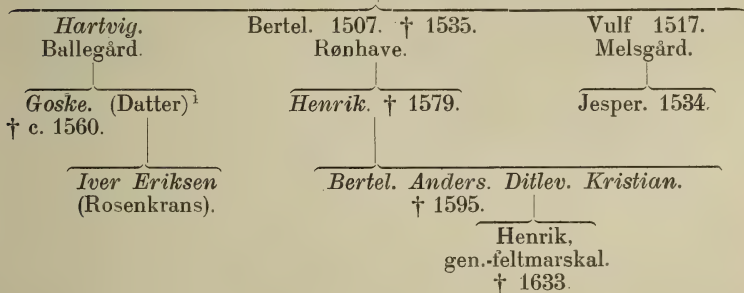 Hartvig. Bertel. 1507. † 1535. Vulf 1517.
Ballegård. Rønhave. Melsgård.
Goske. (Datter)¹ Henrik. † 1579. Jesper. 1534.
† c. 1560.
Iver Eriksen Bertel. Anders. Ditlev. Kristian.
(Rosenkrans). † 1595.
Henrik,
gen.-feltmarskal.
† 1633.